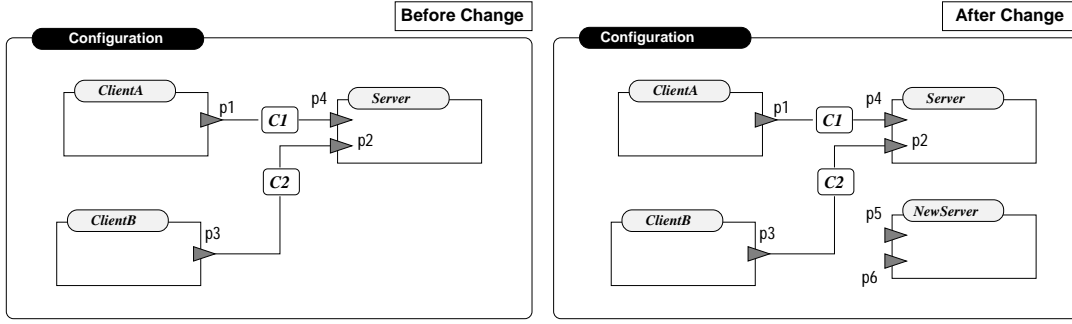 Before Change
Configuration
ClientA
p1
C1
p4
Server
p2
C2
ClientB
p3
After Change
Configuration
ClientA
p1
C1
p4
Server
p2
C2
ClientB
p3
p5
NewServer
p6